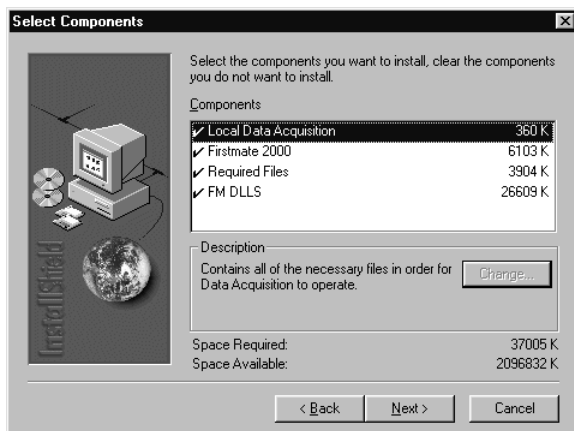 Select Components
Select the components you want to install, clear the components
you do not want to install.
Components
Local Data Acquisition 360 K
Firstmate 2000 6103 K
Required Files 3904 K
FM DLLS 26609 K
Description
Contains all of the necessary files in order for
Data Acquisition to operate.
Change...
Space Required: 37005 K
Space Available: 2096832 K
InstallShield
< Back
Next >
Cancel